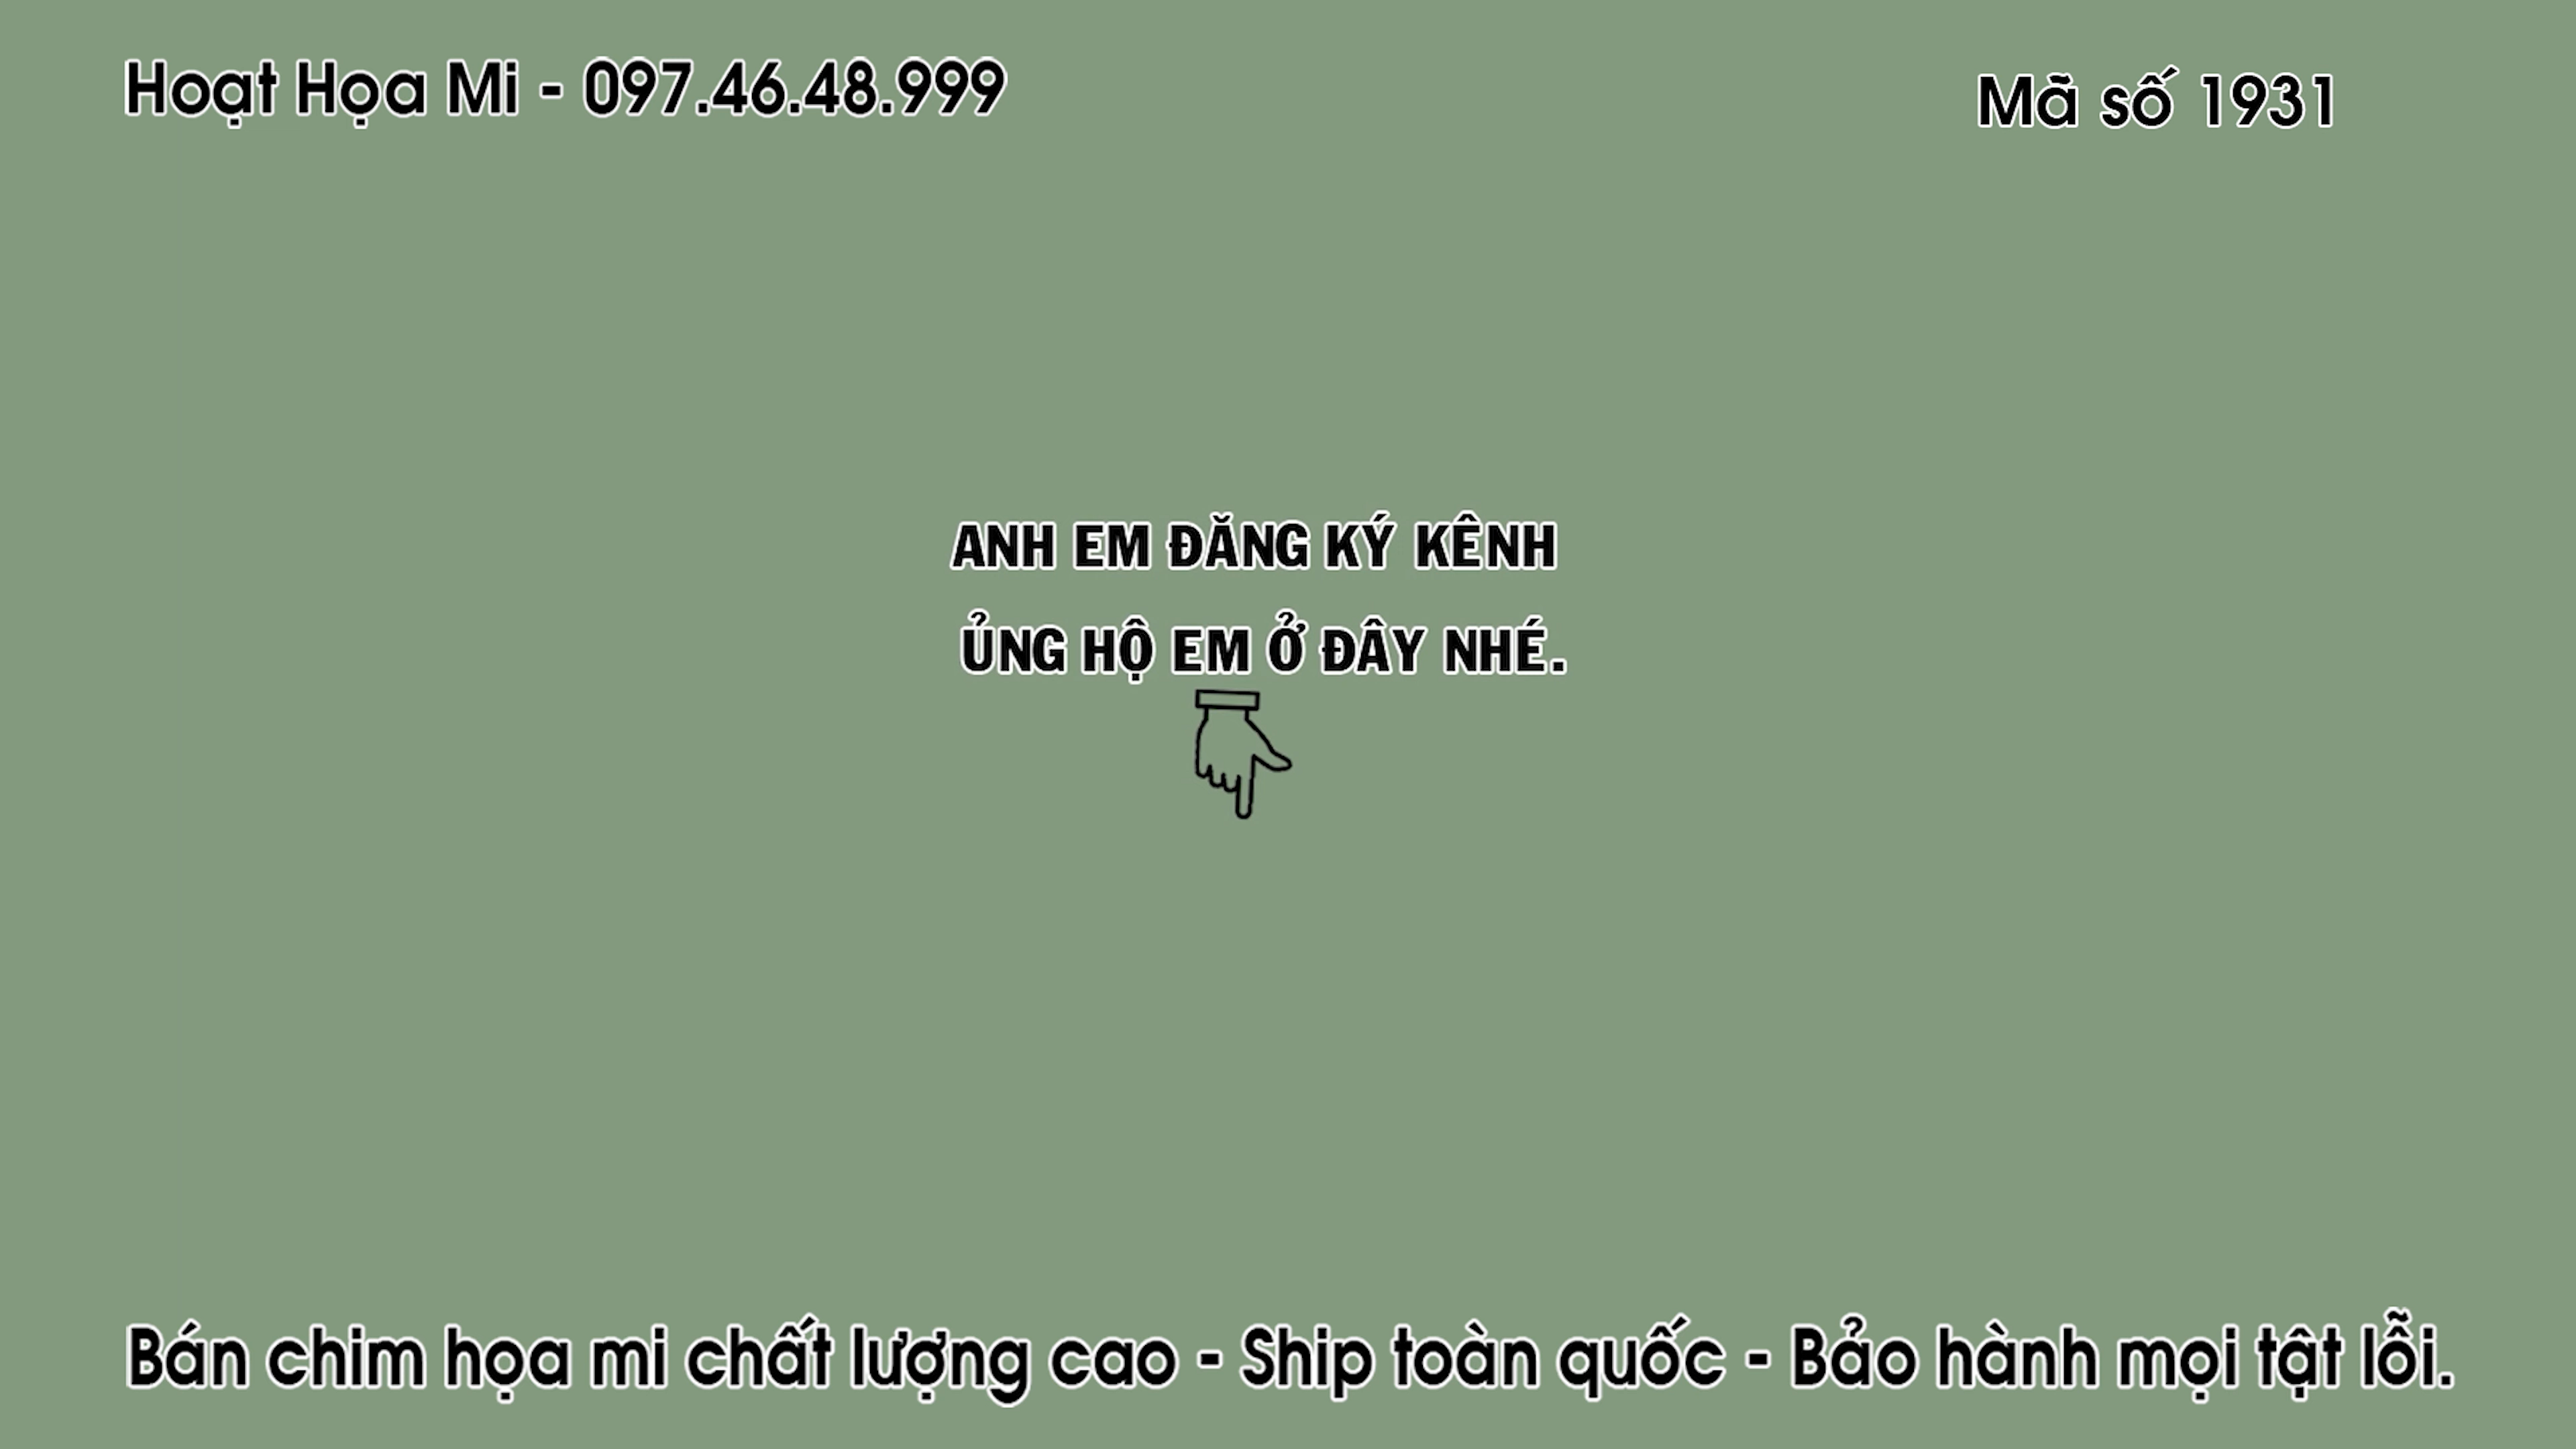 Hoạt Họa Mi - 097.46.48.999
Mã số 1931
ANH EM ĐĂNG KÝ KÊNH
ỦNG HỘ EM Ở ĐÂY NHÉ.
Bán chim họa mi chất lượng cao - Ship toàn quốc - Bảo hành mọi tật lỗi.